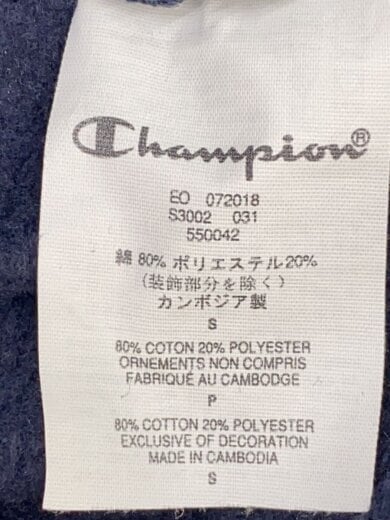 Champion®
EO 072018
S3002 031
550042
綿 80% ポリエステル20%
(装飾部分を除く)
カンボジア製
S
80% COTON 20% POLYESTER
ORNEMENTS NON COMPRIS
FABRIQUÉ AU CAMBODGE
P
80% COTTON 20% POLYESTER
EXCLUSIVE OF DECORATION
MADE IN CAMBODIA
S